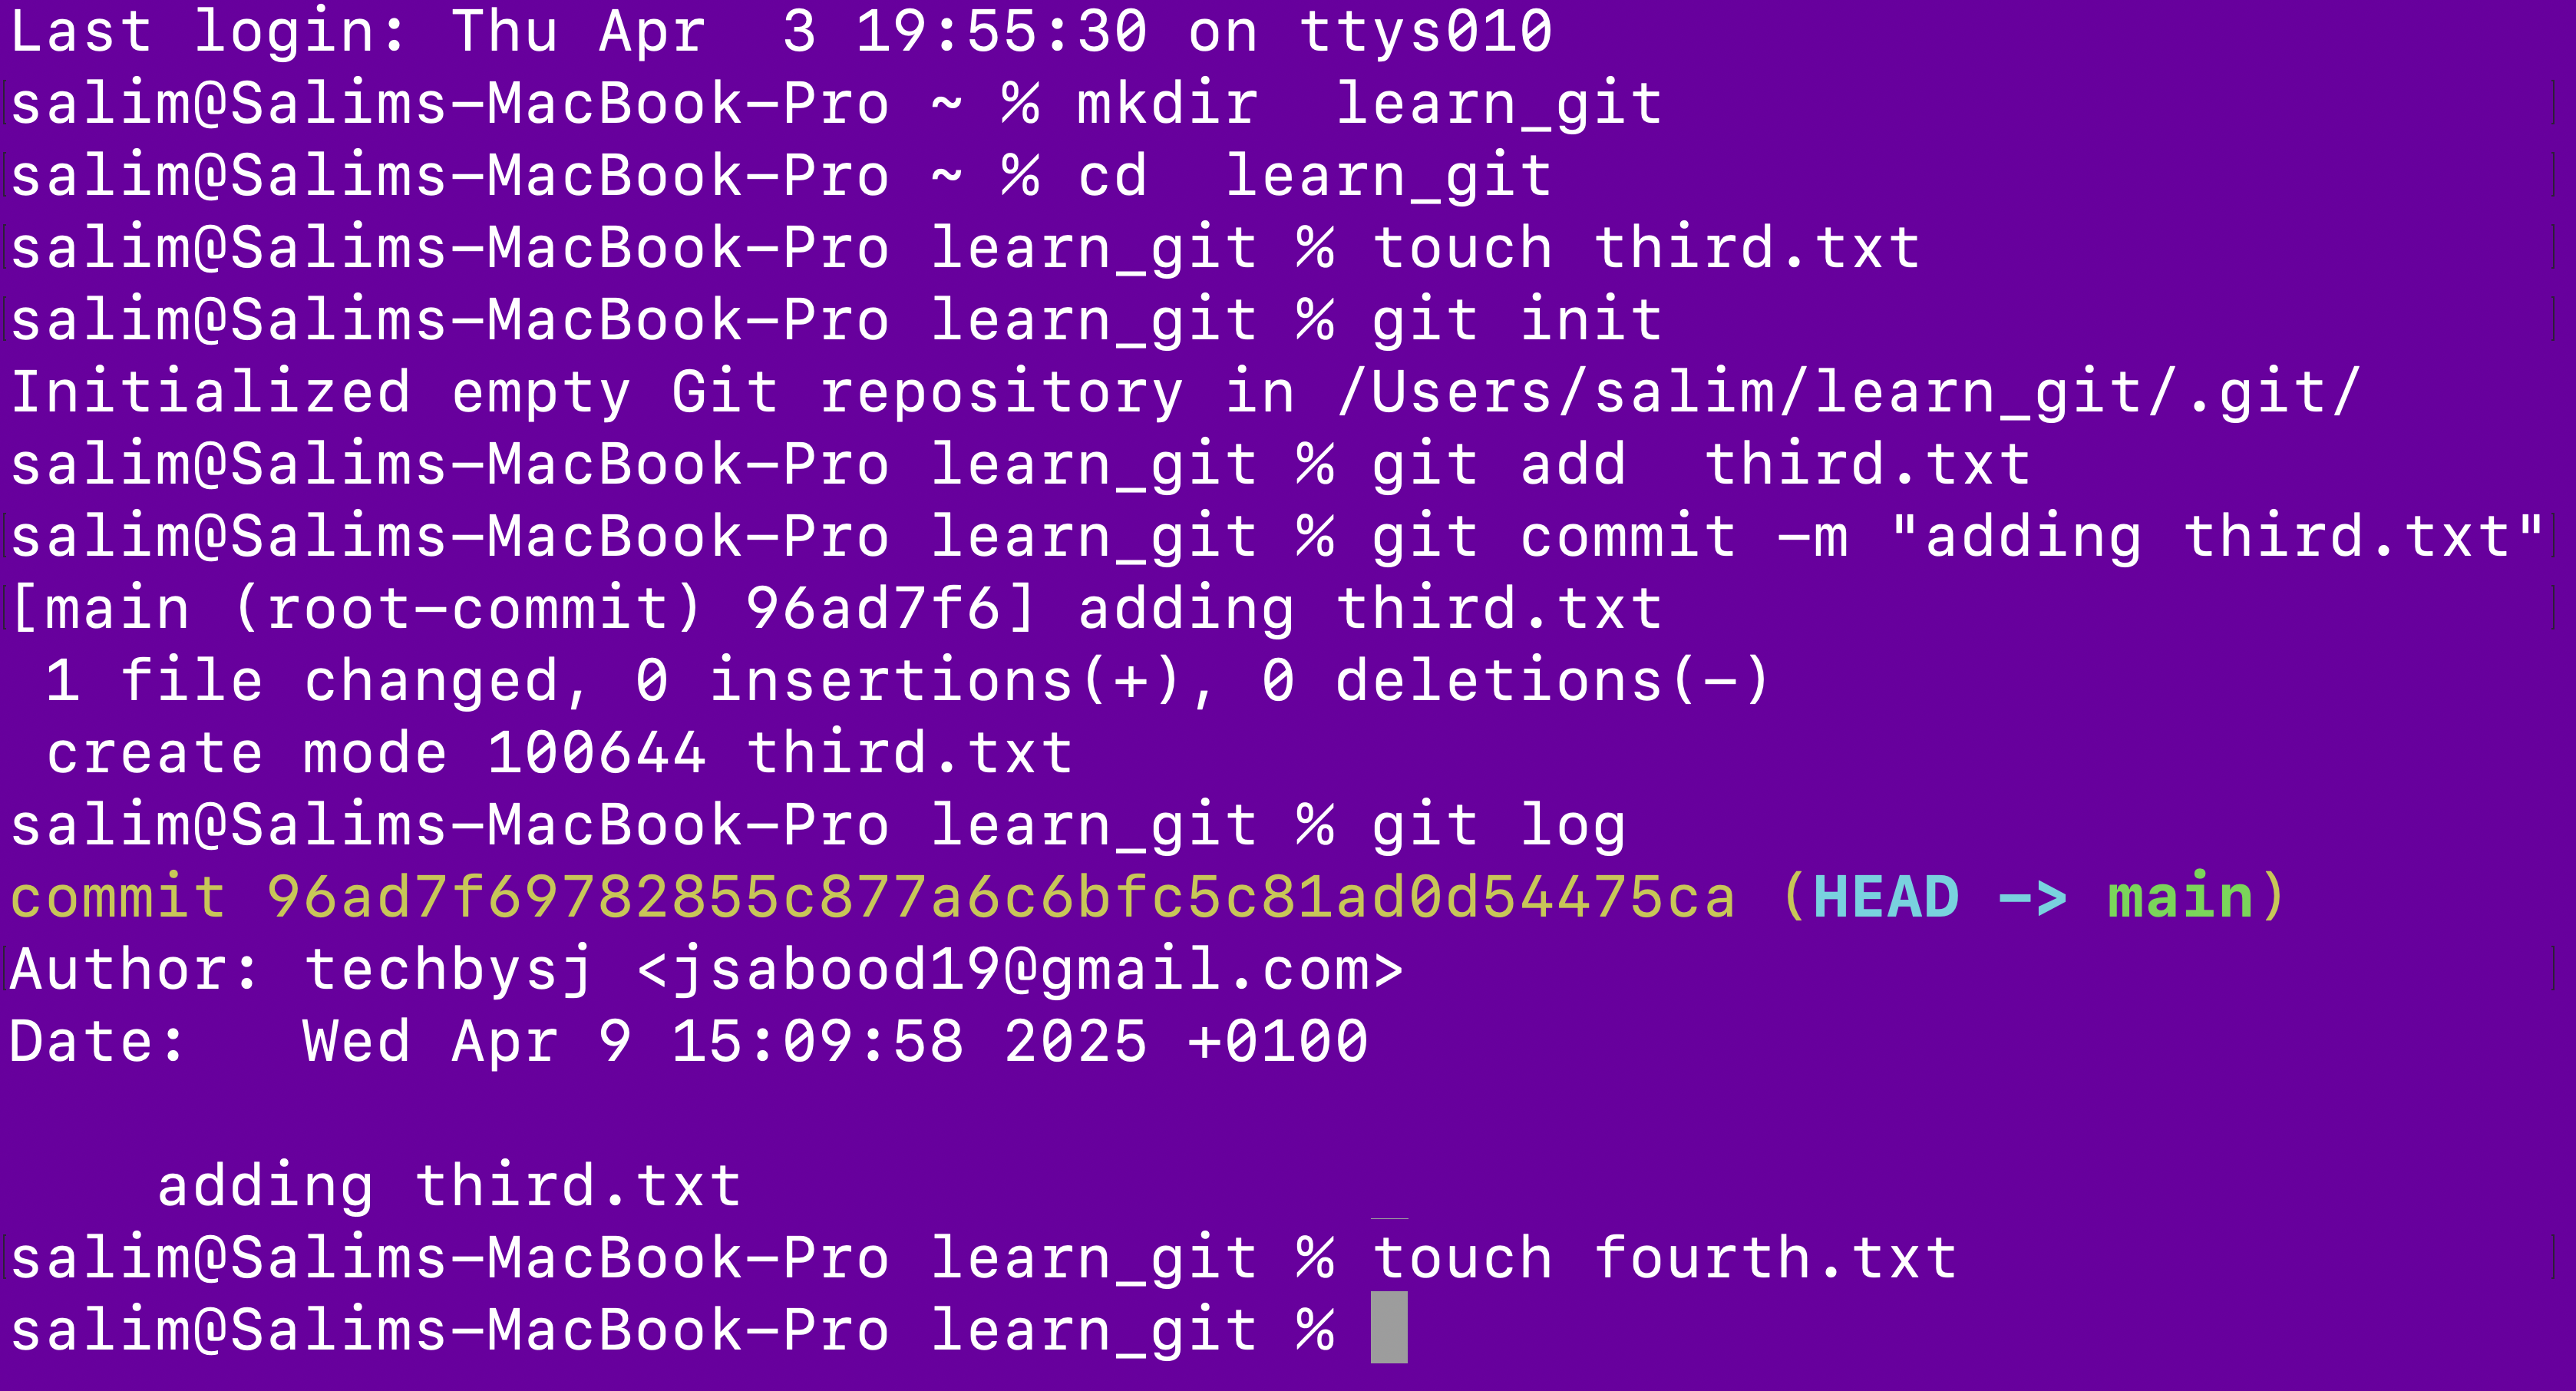 Last login: Thu Apr  3 19:55:30 on ttys010
salim@Salims-MacBook-Pro ~ % mkdir  learn_git
salim@Salims-MacBook-Pro ~ % cd  learn_git
salim@Salims-MacBook-Pro learn_git % touch third.txt
salim@Salims-MacBook-Pro learn_git % git init
Initialized empty Git repository in /Users/salim/learn_git/.git/
salim@Salims-MacBook-Pro learn_git % git add  third.txt
salim@Salims-MacBook-Pro learn_git % git commit -m "adding third.txt"
[main (root-commit) 96ad7f6] adding third.txt
 1 file changed, 0 insertions(+), 0 deletions(-)
 create mode 100644 third.txt
salim@Salims-MacBook-Pro learn_git % git log
commit 96ad7f69782855c877a6c6bfc5c81ad0d54475ca (HEAD -> main)
Author: techbysj <jsabood19@gmail.com>
Date:   Wed Apr 9 15:09:58 2025 +0100

    adding third.txt
salim@Salims-MacBook-Pro learn_git % touch fourth.txt
salim@Salims-MacBook-Pro learn_git %